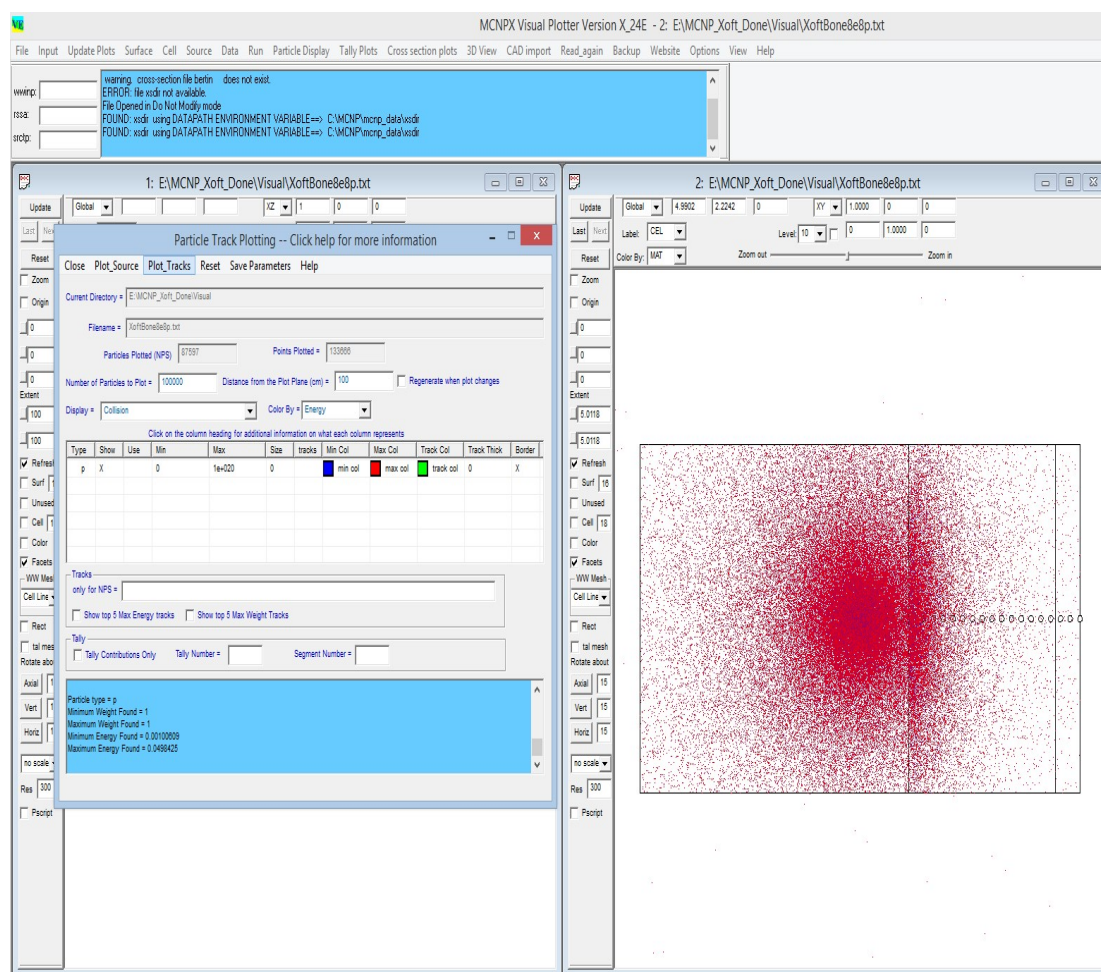 VE MCNPX Visual Plotter Version X_24E - 2: E:\MCNP_Xoft_Done\Visual\XoftBone8e8p.txt
File Input Update Plots Surface Cell Source Data Run Particle Display Tally Plots Cross section plots 3D View CAD import Read_again Backup Website Options View Help
warning. cross-section file bertin does not exist.
wwinp:
ERROR: file xsdir not available.
File Opened in Do Not Modify mode
rssa:
FOUND: xsdir using DATAPATH ENVIRONMENT VARIABLE==> C:\MCNP\mcnp_data\xsdir
FOUND: xsdir using DATAPATH ENVIRONMENT VARIABLE==> C:\MCNP\mcnp_data\xsdir
srctp:
1: E:\MCNP_Xoft_Done\Visual\XoftBone8e8p.txt
Update Global XZ 1 0 0
Last
Reset
Zoom
Origin
0
0
0
Extent
100
100
Refresh
Surf
Unused
Cell
Color
Facets
WW Mes
Cell Line
Rect
tal mes
Rotate abo
Axial
Vert
Horiz
no scale
Res 300
Pscript
Particle Track Plotting -- Click help for more information
Close Plot_Source Plot_Tracks Reset Save Parameters Help
Current Directory = E:\MCNP_Xoft_Done\Visual
Filename = XoftBone8e8p.txt
Particles Plotted (NPS) 87597 Points Plotted = 133666
Number of Particles to Plot = 100000 Distance from the Plot Plane (cm) = 100 Regenerate when plot changes
Display = Collision Color By = Energy
Click on the column heading for additional information on what each column represents
Type Show Use Min Max Size tracks Min Col Max Col Track Col Track Thick Border
p X 0 1e+020 0 min col max col track col 0 X
Tracks
only for NPS =
Show top 5 Max Energy tracks Show top 5 Max Weight Tracks
Tally
Tally Contributions Only Tally Number = Segment Number =
Particle type = p
Minimum Weight Found = 1
Maximum Weight Found = 1
Minimum Energy Found = 0.00100609
Maximum Energy Found = 0.0498425
2: E:\MCNP_Xoft_Done\Visual\XoftBone8e8p.txt
Update Global 4.9902 2.2242 0 XY 1.0000 0 0
Last Next Label: CEL Level: 10 0 1.0000 0
Reset Color By: MAT Zoom out Zoom in
Zoom
Origin
0
0
0
Extent
5.0118
5.0118
Refresh
Surf 16
Unused
Cell 18
Color
Facets
WW Mesh
Cell Line
Rect
tal mesh
Rotate about
Axial 15
Vert 15
Horiz 15
no scale
Res 300
Pscript